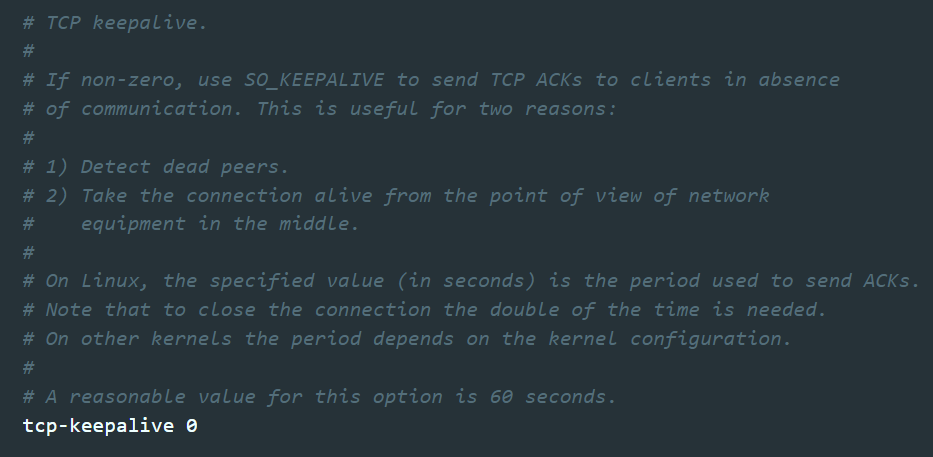 # TCP keepalive.
#
# If non-zero, use SO_KEEPALIVE to send TCP ACKs to clients in absence
# of communication. This is useful for two reasons:
#
# 1) Detect dead peers.
# 2) Take the connection alive from the point of view of network
#    equipment in the middle.
#
# On Linux, the specified value (in seconds) is the period used to send ACKs.
# Note that to close the connection the double of the time is needed.
# On other kernels the period depends on the kernel configuration.
#
# A reasonable value for this option is 60 seconds.
tcp-keepalive 0